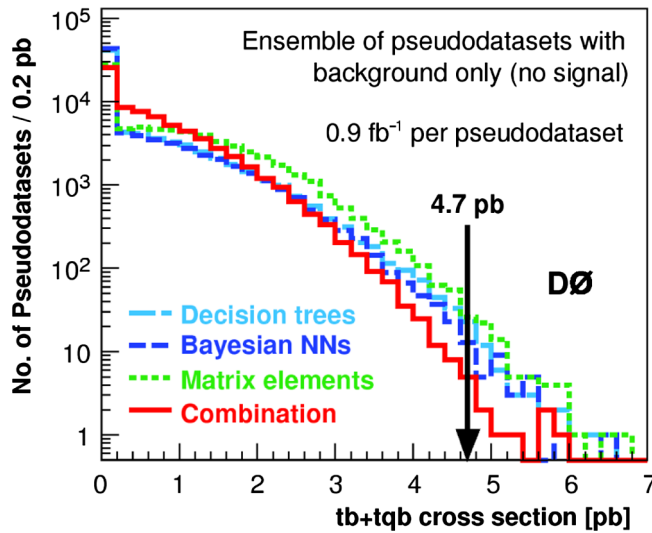 Ensemble of pseudodatasets with
background only (no signal)
0.9 fb⁻¹ per pseudodataset
4.7 pb
DØ
Decision trees
Bayesian NNs
Matrix elements
Combination
No. of Pseudodatasets / 0.2 pb
10⁵
10⁴
10³
10²
10
1
0 1 2 3 4 5 6 7
tb+tqb cross section [pb]